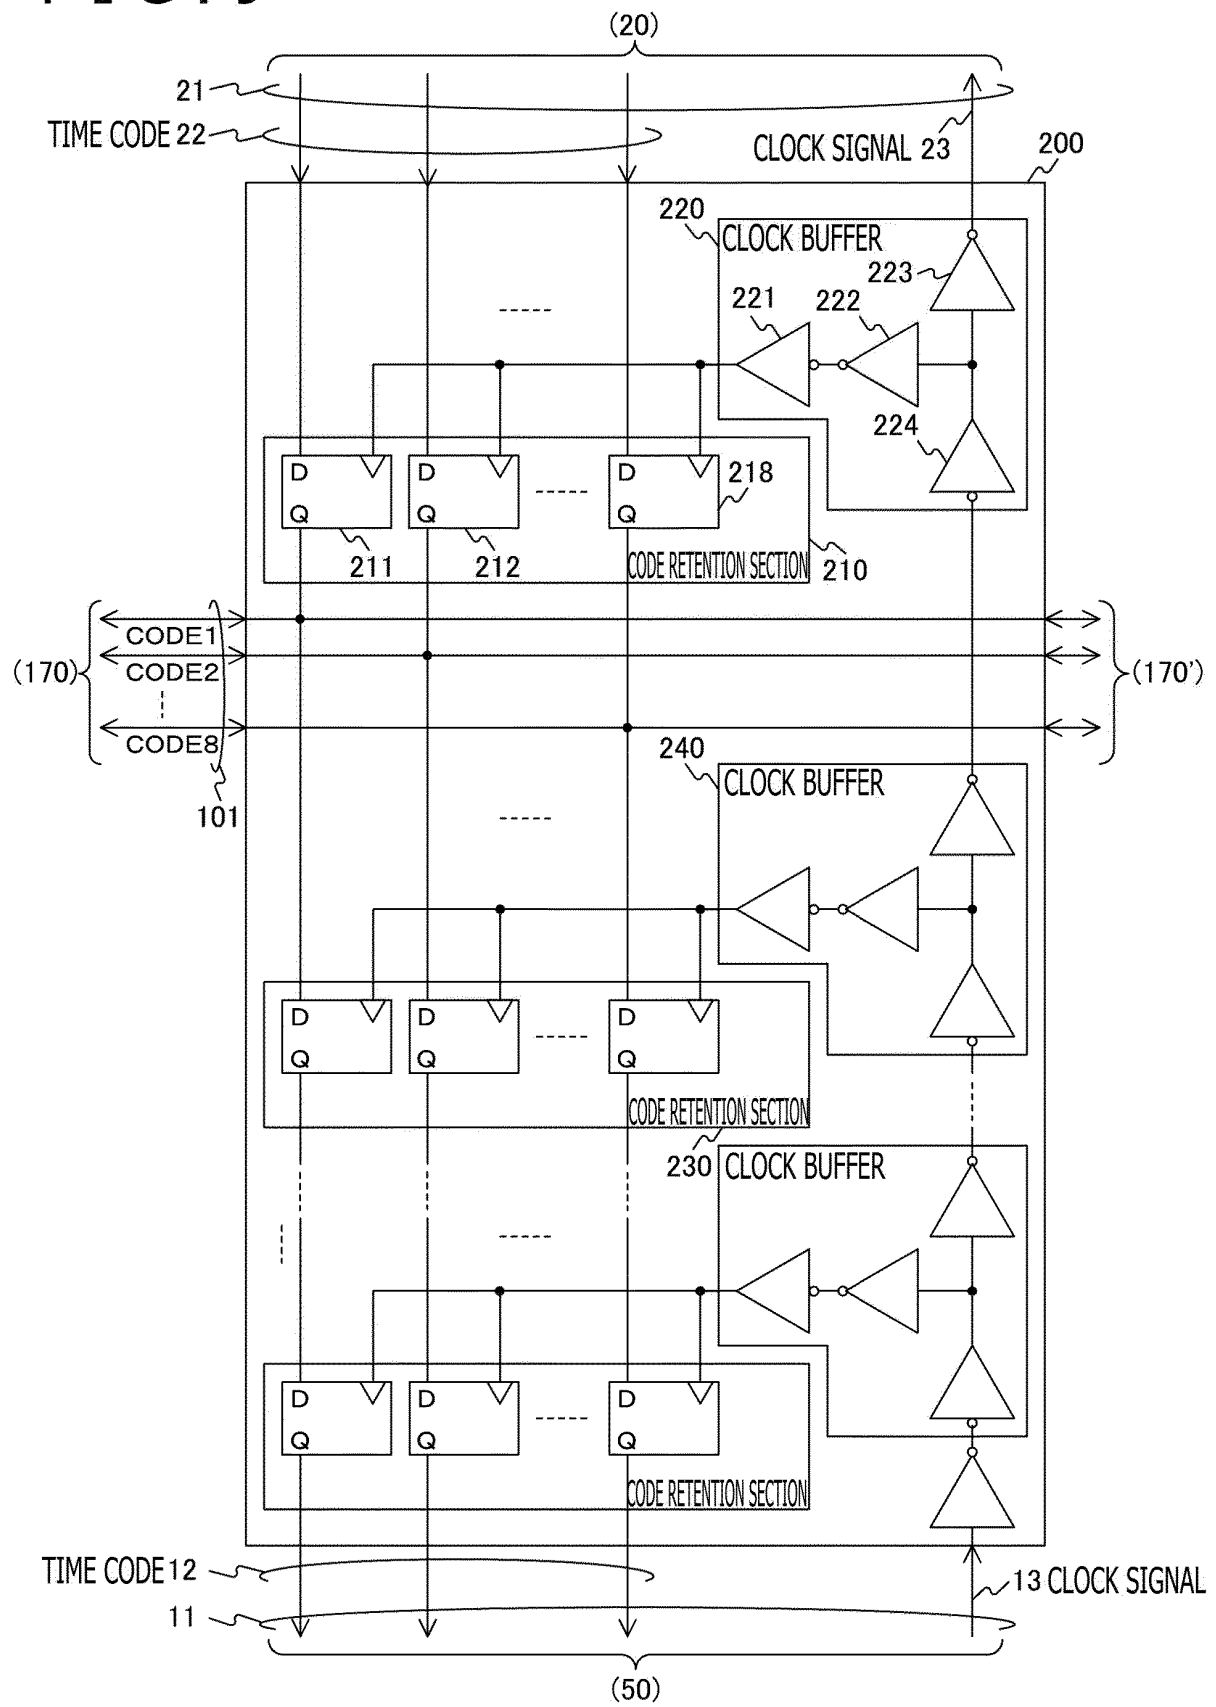 (20)
21
TIME CODE 22
CLOCK SIGNAL 23
200
220
CLOCK BUFFER
223
221
222
224
D
Q
D
Q
D
Q
218
211
212
CODE RETENTION SECTION
210
CODE1
CODE2
CODE8
(170)
(170')
101
240
CLOCK BUFFER
D
Q
D
Q
D
Q
CODE RETENTION SECTION
230
CLOCK BUFFER
D
Q
D
Q
D
Q
CODE RETENTION SECTION
TIME CODE 12
13 CLOCK SIGNAL
11
(50)